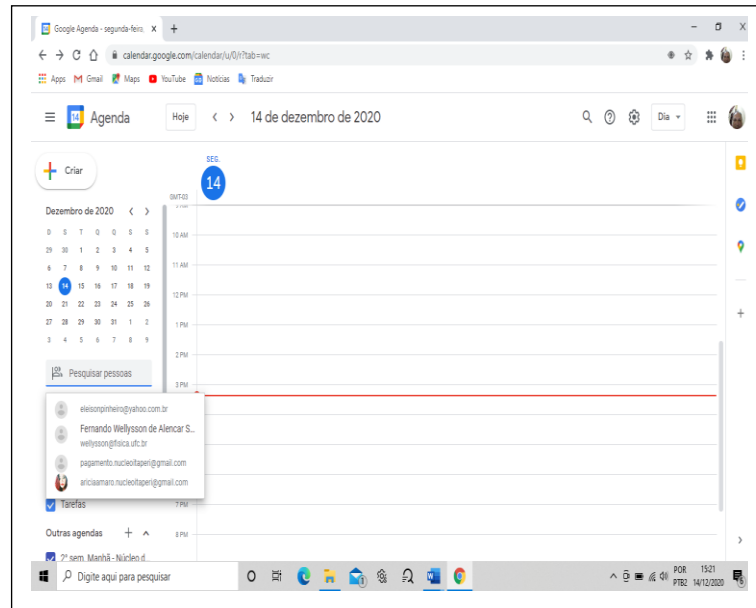 Google Agenda - segunda-feira, X +
calendar.google.com/calendar/u/0/r?tab=wc
Apps Gmail Maps YouTube Notícias Traduzir
14 Agenda Hoje 14 de dezembro de 2020 Dia
Criar
SEG.
14
GMT-03
Dezembro de 2020
D S T Q Q S S
29 30 1 2 3 4 5
6 7 8 9 10 11 12
13 14 15 16 17 18 19
20 21 22 23 24 25 26
27 28 29 30 31 1 2
3 4 5 6 7 8 9
10 AM
11 AM
12 PM
1 PM
2 PM
3 PM
Pesquisar pessoas
eleisonpinheiro@yahoo.com.br
Fernando Wellysson de Alencar S...
wellysson@fisica.ufc.br
pagamento.nucleoitaperi@gmail.com
ariciaamaro.nucleoitaperi@gmail.com
Tarefas
7 PM
Outras agendas
8 PM
2º sem. Manhã - Núcleo d...
Digite aqui para pesquisar
POR 15:21
PTB2 14/12/2020